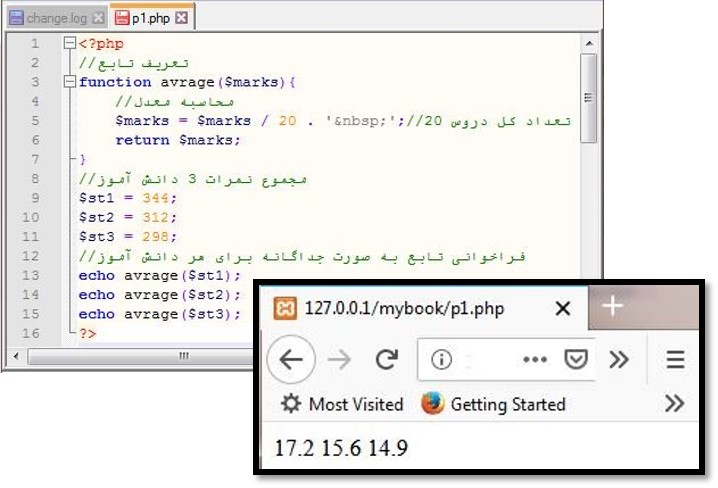 change.log p1.php
1 <?php
2 //تعریف تابع
3 function avrage($marks){
4 //محاسبه معدل
5 $marks = $marks / 20 . '&nbsp;';//تعداد کل دروس 20
6 return $marks;
7 }
8 //مجموع نمرات 3 دانش آموز
9 $st1 = 344;
10 $st2 = 312;
11 $st3 = 298;
12 //فراخوانی تابع به صورت جداگانه برای هر دانش آموز
13 echo avrage($st1);
14 echo avrage($st2);
15 echo avrage($st3);
16 ?>
127.0.0.1/mybook/p1.php
Most Visited Getting Started
17.2 15.6 14.9